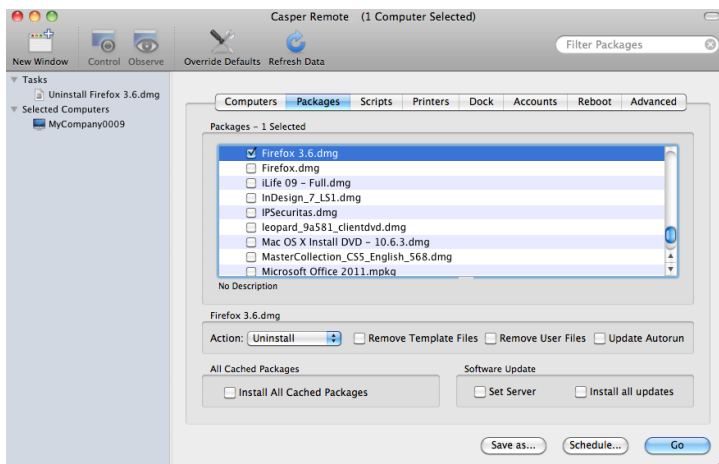 Casper Remote (1 Computer Selected)
New Window Control Observe Override Defaults Refresh Data Filter Packages
Tasks
Uninstall Firefox 3.6.dmg
Selected Computers
MyCompany0009
Computers Packages Scripts Printers Dock Accounts Reboot Advanced
Packages – 1 Selected
Firefox 3.6.dmg
Firefox.dmg
iLife 09 – Full.dmg
InDesign_7_LS1.dmg
IPSecuritas.dmg
leopard_9a581_clientdvd.dmg
Mac OS X Install DVD – 10.6.3.dmg
MasterCollection_CS5_English_568.dmg
Microsoft Office 2011.mpkg
No Description
Firefox 3.6.dmg
Action: Uninstall Remove Template Files Remove User Files Update Autorun
All Cached Packages Software Update
Install All Cached Packages Set Server Install all updates
Save as... Schedule... Go